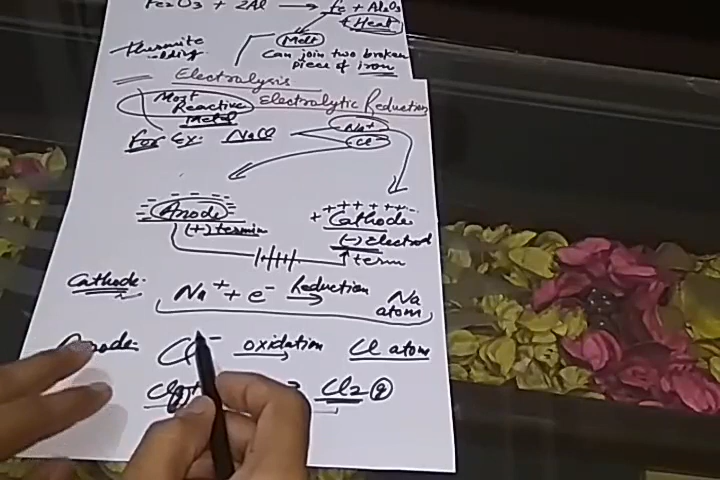 Fe2O3 + 2Al → Fe + Al2O3
+ Heat
Melt
Thermite
welding
Can join two broken
piece of iron
Electrolysis
Most
Reactive
Metal
Electrolytic Reduction
For Ex: NaCl
Na+
Cl-
Anode
(+) termin
Cathode
(-) Electrod
term
Cathode: Na+ + e- Reduction → Na
atom
Anode: Cl- oxidation → Cl atom
Cl2 (g)